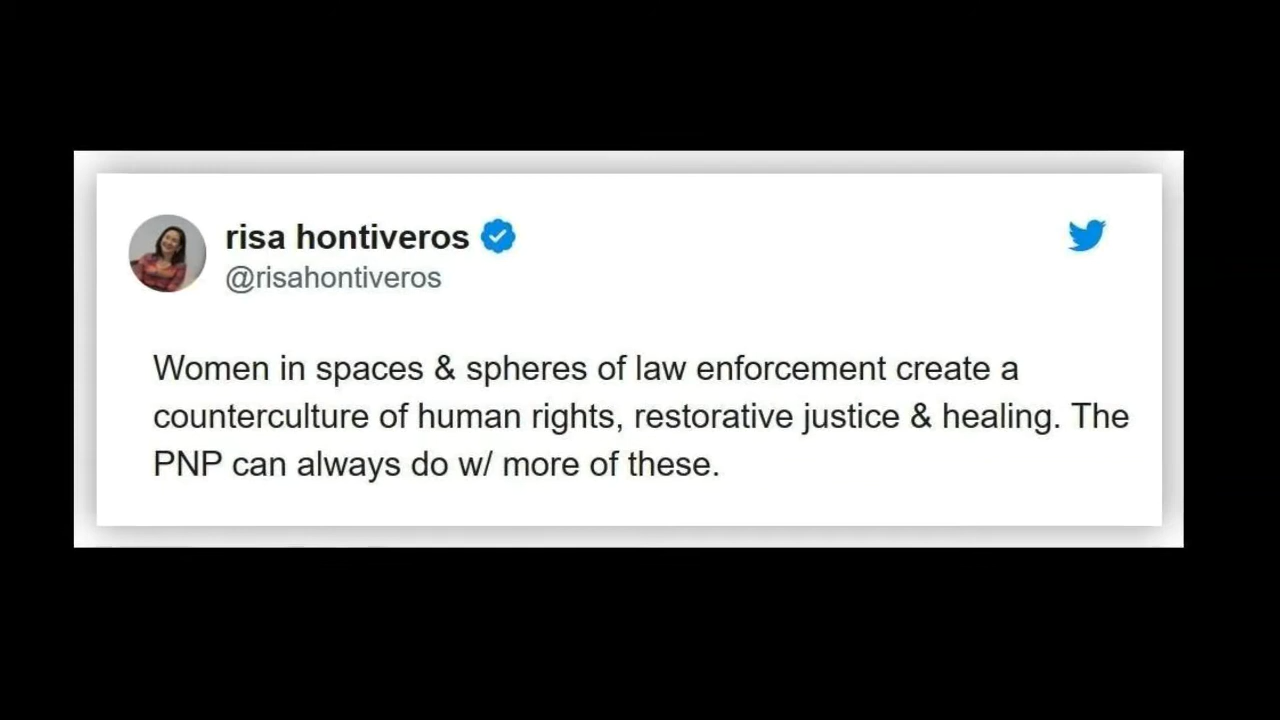 risa hontiveros
@risahontiveros
Women in spaces & spheres of law enforcement create a
counterculture of human rights, restorative justice & healing. The
PNP can always do w/ more of these.